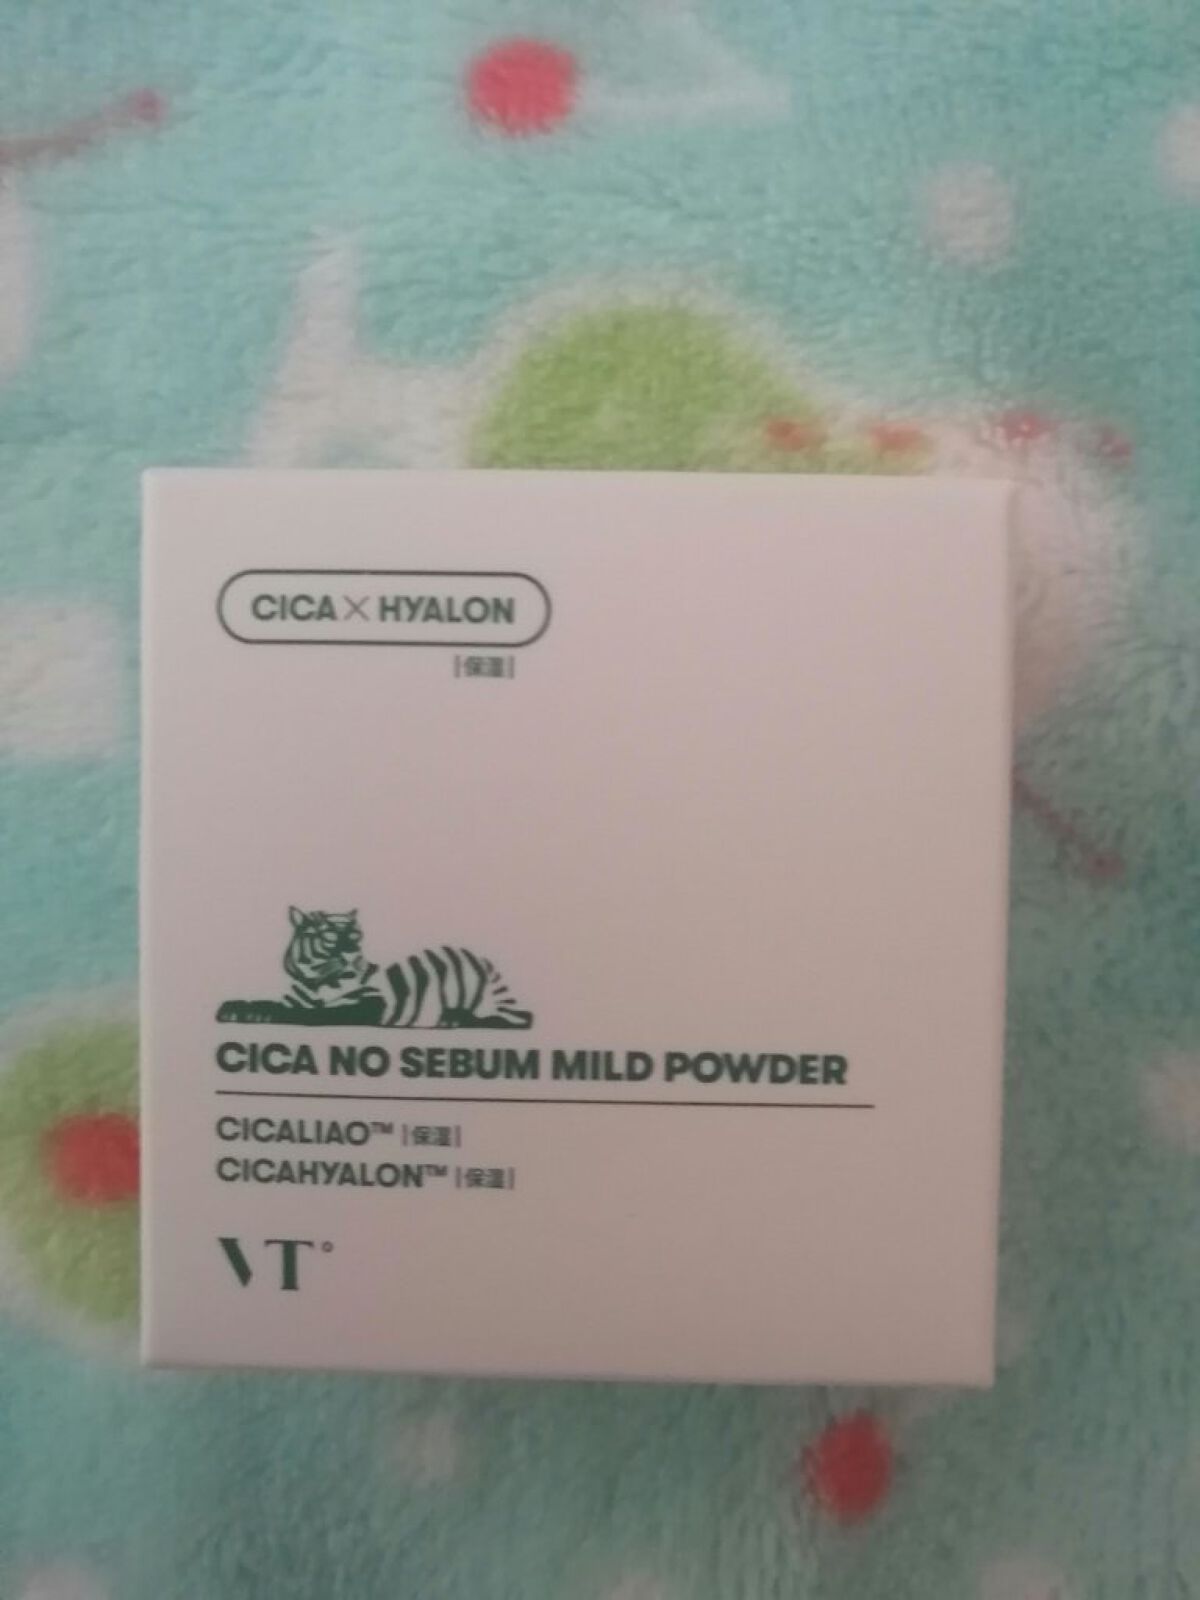 CICA×HYALON
|保湿|
CICA NO SEBUM MILD POWDER
CICALIAO™ |保湿|
CICAHYALON™ |保湿|
VT°